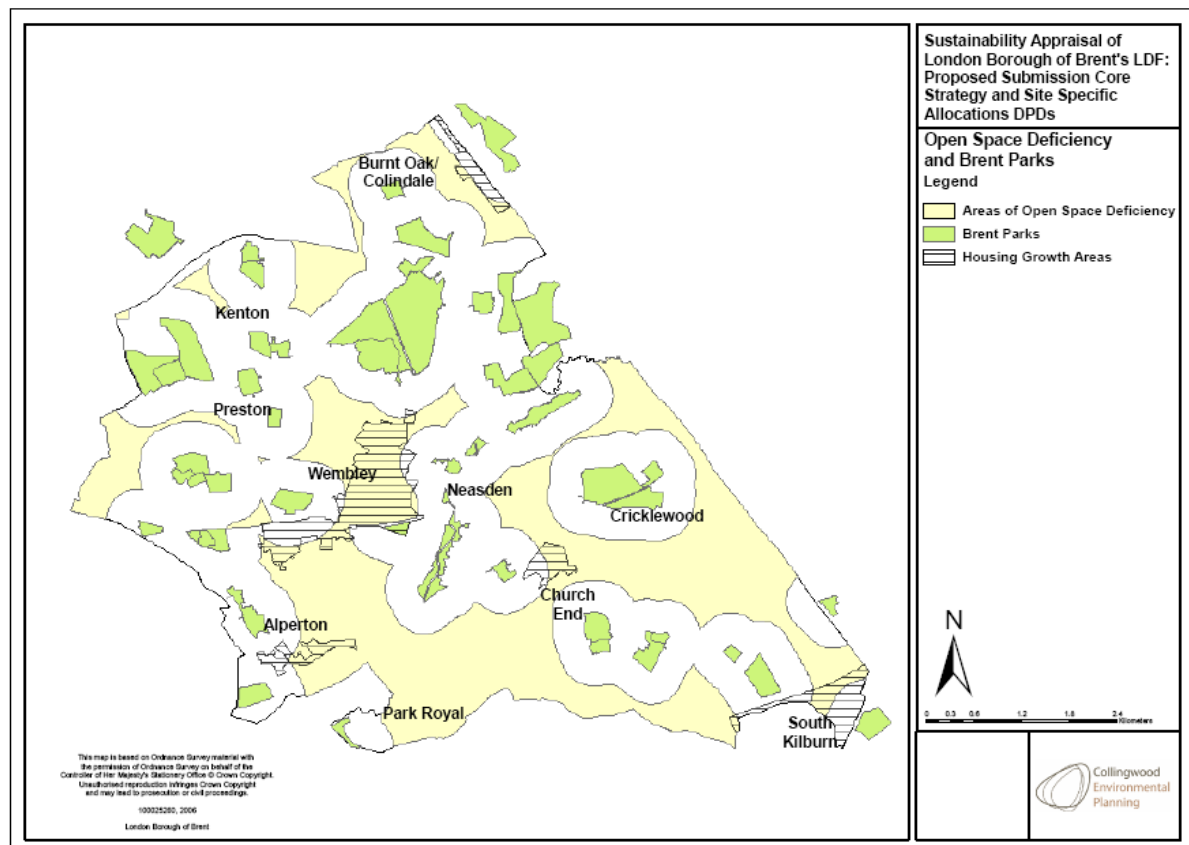 Sustainability Appraisal of
London Borough of Brent's LDF:
Proposed Submission Core
Strategy and Site Specific
Allocations DPDs
Open Space Deficiency
and Brent Parks
Legend
Areas of Open Space Deficiency
Brent Parks
Housing Growth Areas
Burnt Oak/
Colindale
Kenton
Preston
Wembley
Neasden
Cricklewood
Church
End
Alperton
Park Royal
South
Kilburn
N
0 0.3 0.6 1.2 1.8 2.4
Kilometers
This map is based on Ordnance Survey material with
the permission of Ordnance Survey on behalf of the
Controller of Her Majesty's Stationery Office © Crown Copyright.
Unauthorised reproduction infringes Crown Copyright
and may lead to prosecution or civil proceedings.
100025260, 2006
London Borough of Brent
Collingwood
Environmental
Planning